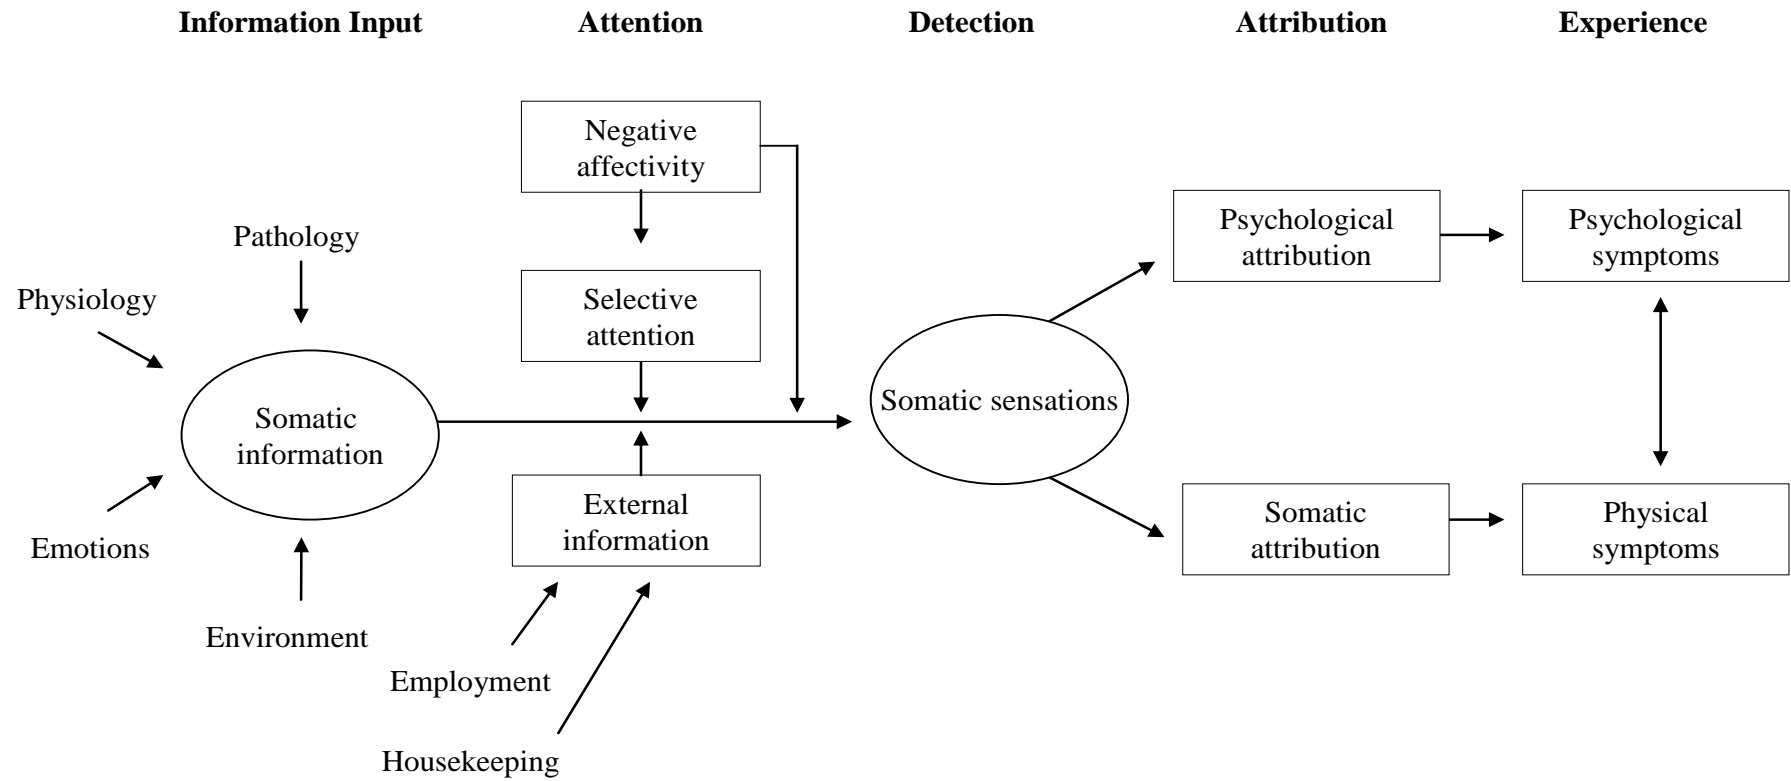 Information Input
Attention
Detection
Attribution
Experience
Negative
affectivity
Pathology
Physiology
Selective
attention
Somatic
information
Emotions
Environment
External
information
Employment
Housekeeping
Somatic sensations
Psychological
attribution
Psychological
symptoms
Somatic
attribution
Physical
symptoms